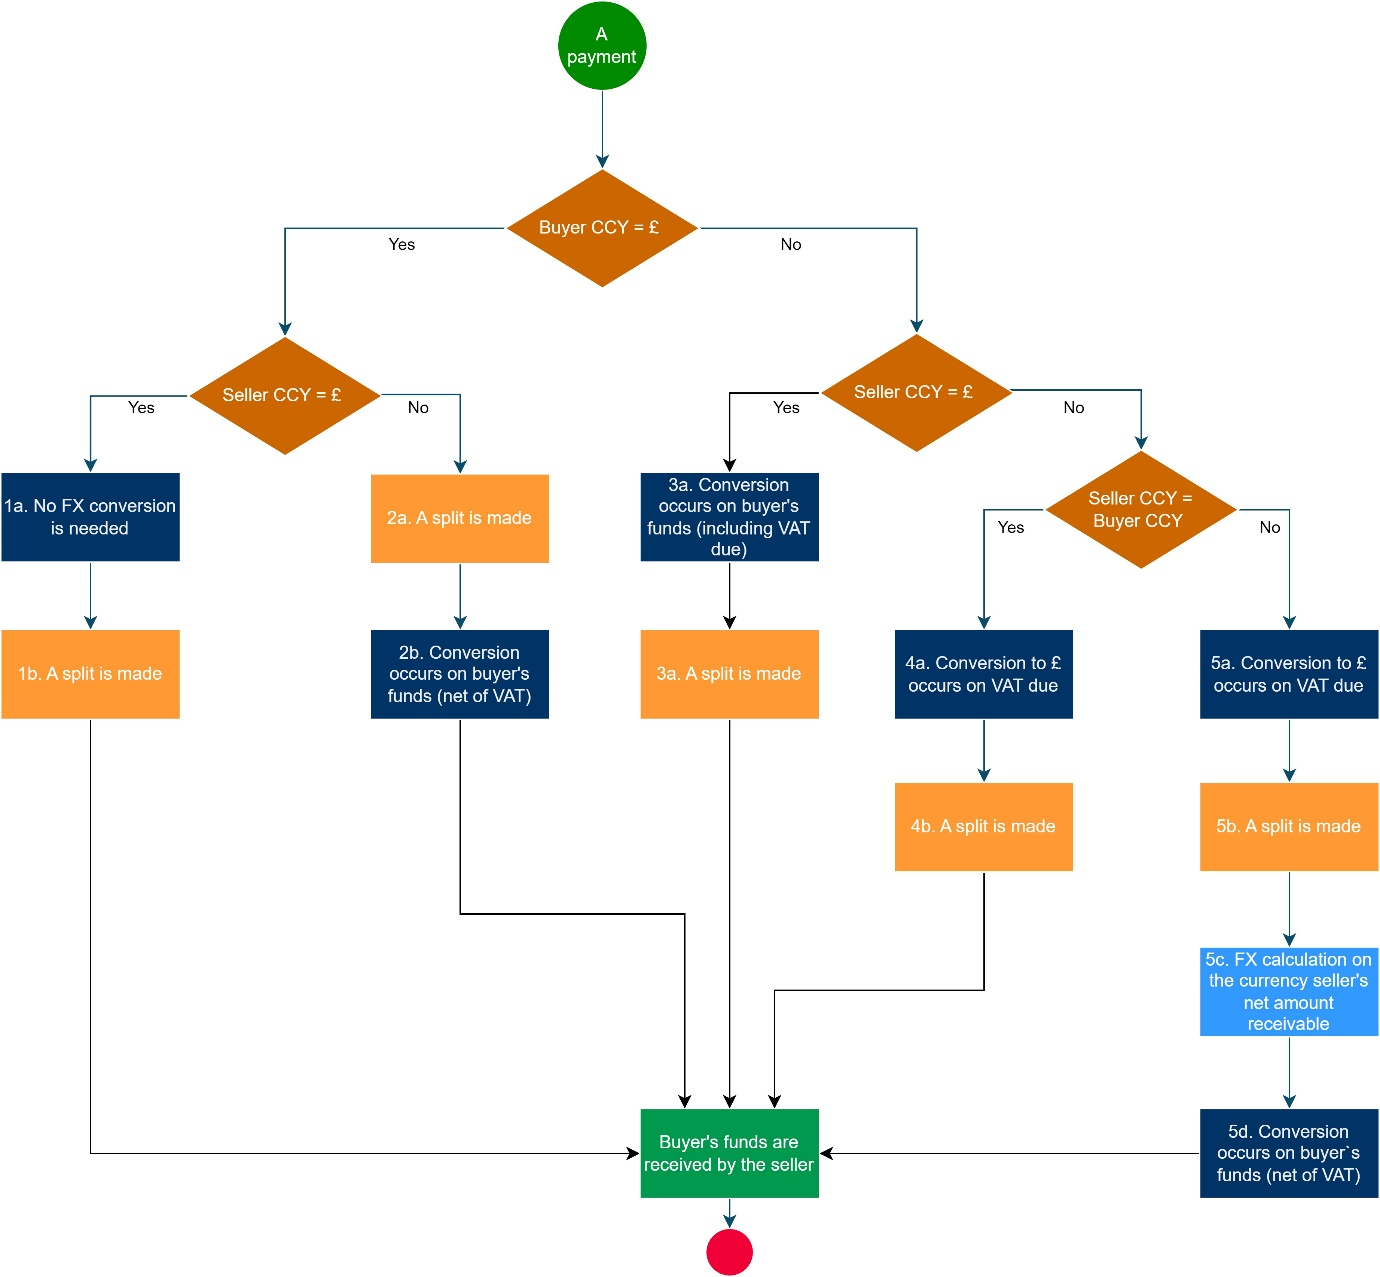 A
payment
Buyer CCY = £
Yes
No
Seller CCY = £
Yes
No
Seller CCY = £
Yes
No
Seller CCY =
Buyer CCY
Yes
No
1a. No FX conversion
is needed
2a. A split is made
3a. Conversion
occurs on buyer's
funds (including VAT
due)
1b. A split is made
2b. Conversion
occurs on buyer's
funds (net of VAT)
3a. A split is made
4a. Conversion to £
occurs on VAT due
5a. Conversion to £
occurs on VAT due
4b. A split is made
5b. A split is made
5c. FX calculation on
the currency seller's
net amount
receivable
Buyer's funds are
received by the seller
5d. Conversion
occurs on buyer`s
funds (net of VAT)